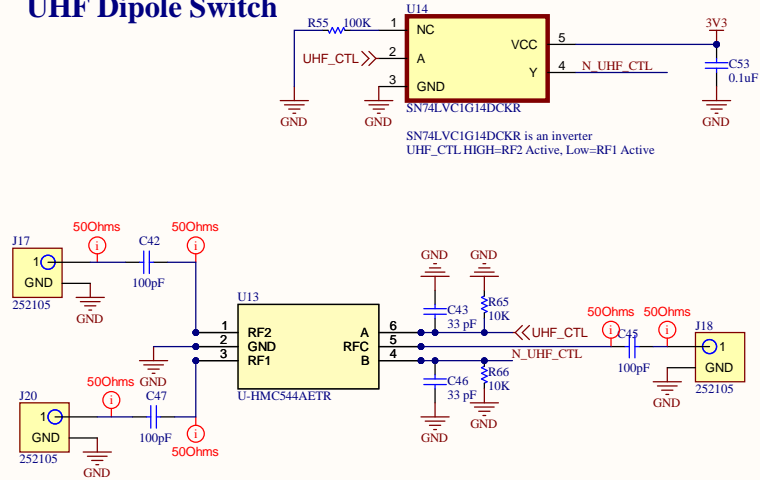 UHF Dipole Switch
U14
R55 100K
1 NC
UHF_CTL 2 A
3 GND
VCC 5
Y 4 N_UHF_CTL
3V3
C53
0.1uF
GND
GND
GND
SN74LVC1G14DCKR
SN74LVC1G14DCKR is an inverter
UHF_CTL HIGH=RF2 Active, Low=RF1 Active
50Ohms
50Ohms
J17
C42
1
GND
100pF
252105
GND
U13
1 RF2
2 GND
3 RF1
A 6
RFC 5
B 4
U-HMC544AETR
GND
GND
GND
C43
33 pF
R65
10K
UHF_CTL
N_UHF_CTL
50Ohms
50Ohms
C45
100pF
J18
1
GND
252105
GND
C46
33 pF
R66
10K
GND
GND
50Ohms
J20
C47
1
GND
100pF
252105
GND
50Ohms